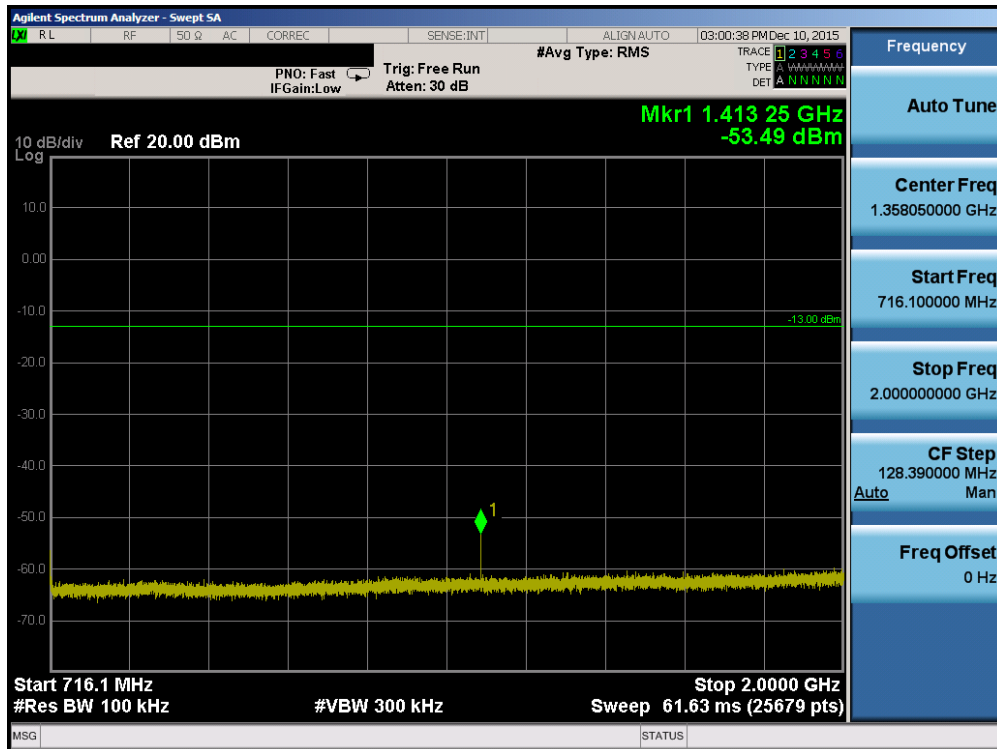 Agilent Spectrum Analyzer - Swept SA
LXI RL RF 50 Ω AC CORREC SENSE:INT ALIGN AUTO 03:00:38 PM Dec 10, 2015
PNO: Fast
IFGain:Low
Trig: Free Run
Atten: 30 dB
#Avg Type: RMS
TRACE 1 2 3 4 5 6
TYPE A WWWWW
DET A N N N N N
Mkr1 1.413 25 GHz
-53.49 dBm
10 dB/div
Log
Ref 20.00 dBm
10.0
0.00
-10.0
-13.00 dBm
-20.0
-30.0
-40.0
-50.0
1
-60.0
-70.0
Start 716.1 MHz
Stop 2.0000 GHz
#Res BW 100 kHz
#VBW 300 kHz
Sweep 61.63 ms (25679 pts)
MSG
STATUS
Frequency
Auto Tune
Center Freq
1.358050000 GHz
Start Freq
716.100000 MHz
Stop Freq
2.000000000 GHz
CF Step
128.390000 MHz
Auto Man
Freq Offset
0 Hz